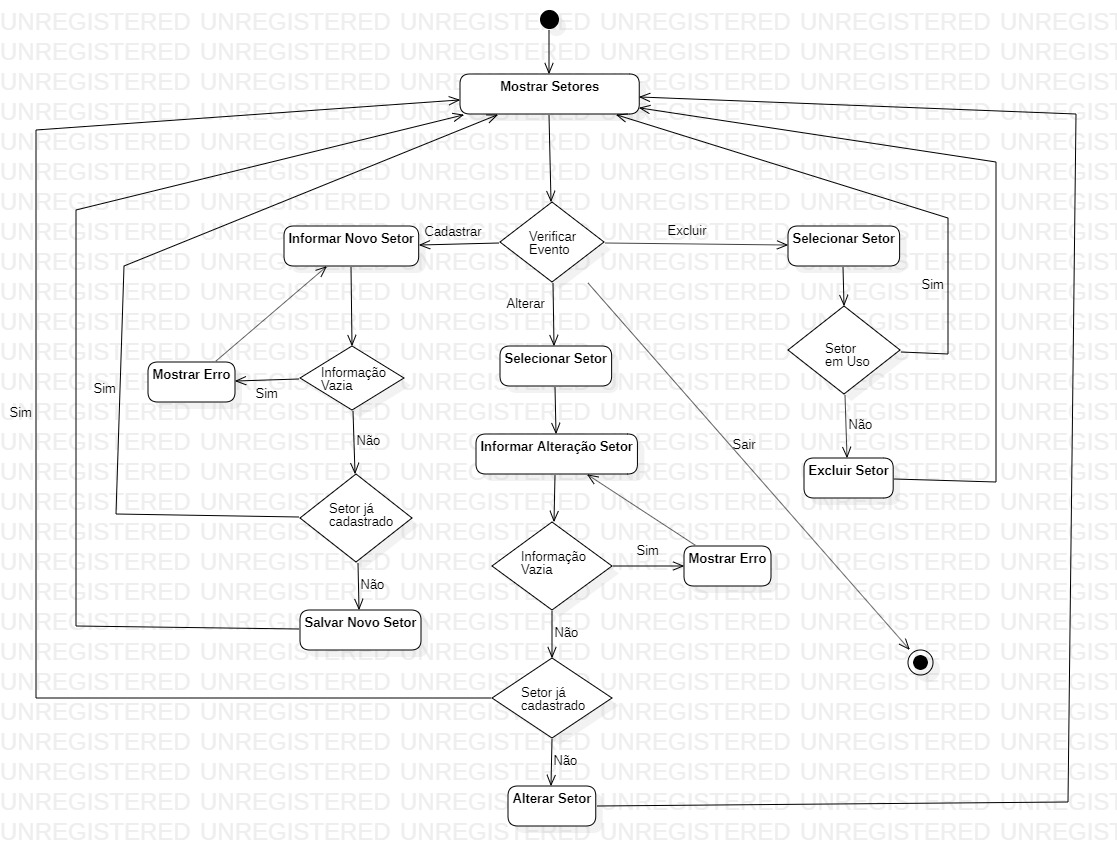 Mostrar Setores
Verificar
Evento
Cadastrar
Excluir
Alterar
Sair
Informar Novo Setor
Selecionar Setor
Sim
Setor
em Uso
Não
Excluir Setor
Mostrar Erro
Sim
Informação
Vazia
Não
Sim
Sim
Setor já
cadastrado
Não
Salvar Novo Setor
Selecionar Setor
Informar Alteração Setor
Informação
Vazia
Sim
Mostrar Erro
Não
Setor já
cadastrado
Não
Alterar Setor
UNREGISTERED